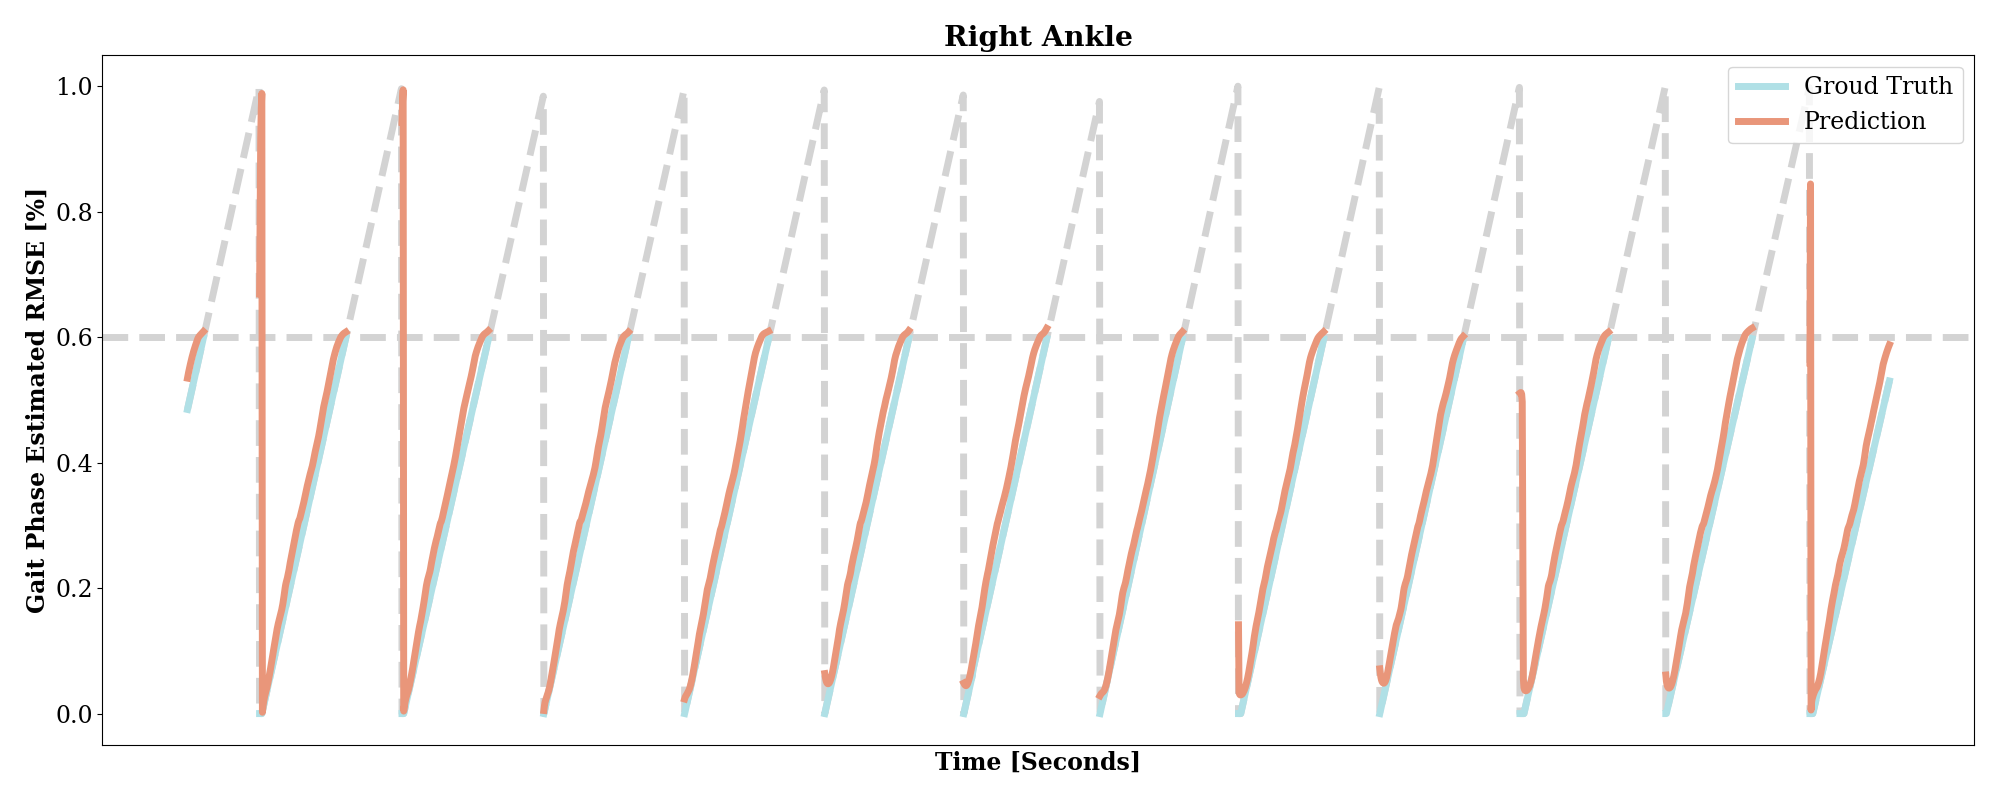 Right Ankle
Groud Truth
Prediction
1.0
0.8
0.6
0.4
0.2
0.0
Gait Phase Estimated RMSE [%]
Time [Seconds]